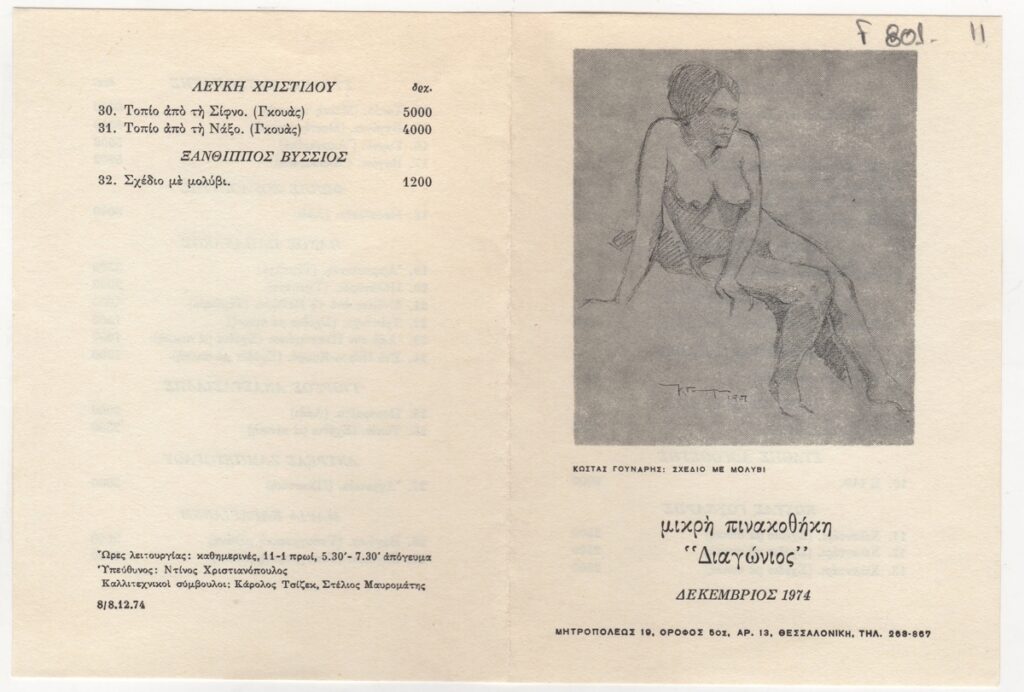 ΛΕΥΚΗ ΧΡΙΣΤΙΔΟΥ δρχ.
30. Τοπίο ἀπὸ τὴ Σίφνο. (Γκουὰς) 5000
31. Τοπίο ἀπὸ τὴ Νάξο. (Γκουὰς) 4000
ΞΑΝΘΙΠΠΟΣ ΒΥΣΣΙΟΣ
32. Σχέδιο μὲ μολύβι. 1200
Ὧρες λειτουργίας: καθημερινές, 11-1 πρωί, 5.30'- 7.30' ἀπόγευμα
Ὑπεύθυνος: Ντίνος Χριστιανόπουλος
Καλλιτεχνικοὶ σύμβουλοι: Κάρολος Τσίζεκ, Στέλιος Μαυρομάτης
8/8.12.74
F 801. 11
ΚΩΣΤΑΣ ΓΟΥΝΑΡΗΣ: ΣΧΕΔΙΟ ΜΕ ΜΟΛΥΒΙ
μικρὴ πινακοθήκη
"Διαγώνιος"
ΔΕΚΕΜΒΡΙΟΣ 1974
ΜΗΤΡΟΠΟΛΕΩΣ 19, ΟΡΟΦΟΣ 5ος, ΑΡ. 13, ΘΕΣΣΑΛΟΝΙΚΗ, ΤΗΛ. 268-667